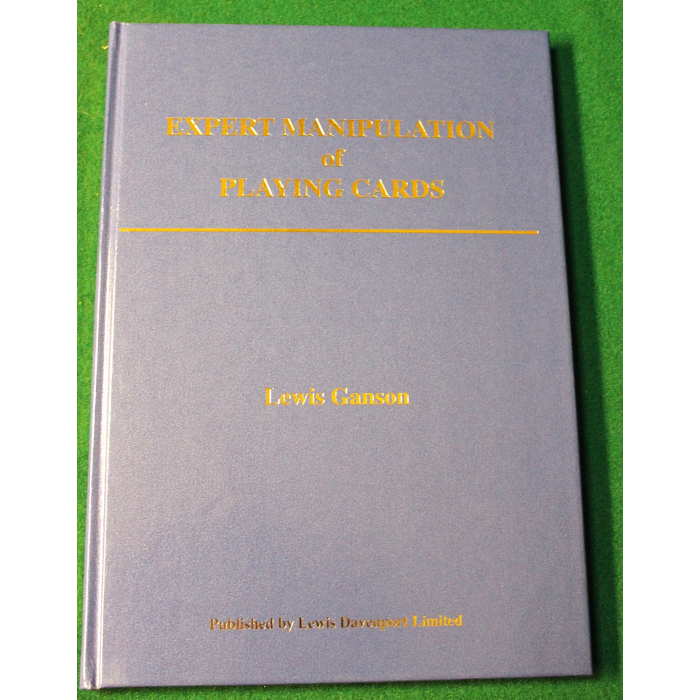 EXPERT MANIPULATION
of
PLAYING CARDS
Lewis Ganson
Published by Lewis Davenport Limited